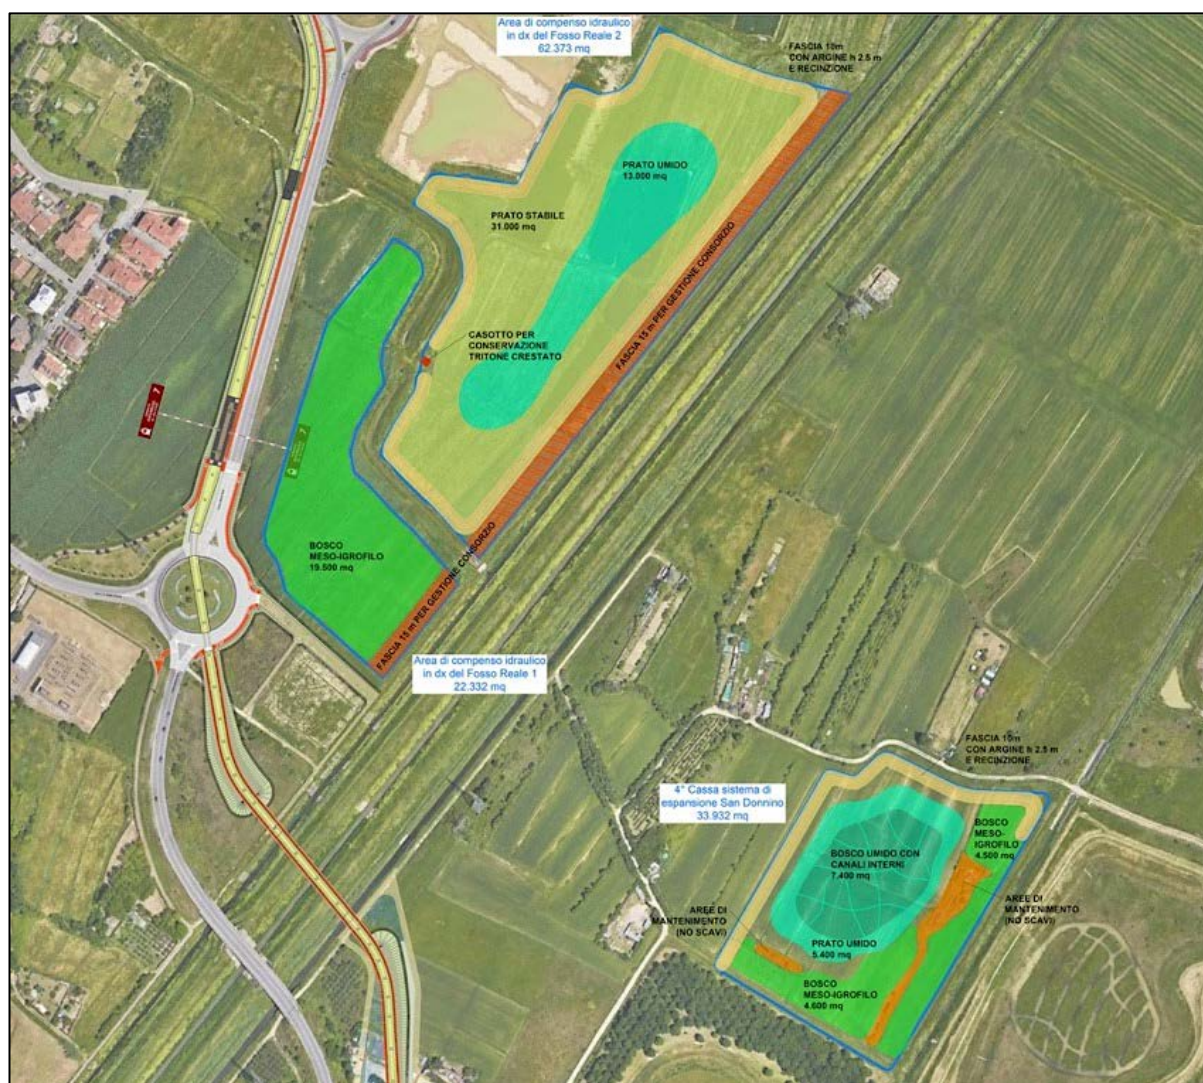 Area di compenso idraulico
in dx del Fosso Reale 2
62.373 mq
FASCIA 10m
CON ARGINE h 2.5 m
E RECINZIONE
PRATO UMIDO
13.000 mq
PRATO STABILE
31.000 mq
FASCIA 15 m PER GESTIONE CONSORZIO
CASOTTO PER
CONSERVAZIONE
TRITONE CRESTATO
7
7
BOSCO
MESO-IGROFILO
19.500 mq
FASCIA 15 m PER GESTIONE CONSORZIO
Area di compenso idraulico
in dx del Fosso Reale 1
22.332 mq
FASCIA 10m
CON ARGINE h 2.5 m
E RECINZIONE
4° Cassa sistema di
espansione San Donnino
33.932 mq
BOSCO
MESO-
IGROFILO
4.500 mq
BOSCO UMIDO CON
CANALI INTERNI
7.400 mq
AREE DI
MANTENIMENTO
(NO SCAVI)
AREE DI
MANTENIMENTO
(NO SCAVI)
PRATO UMIDO
5.400 mq
BOSCO
MESO-IGROFILO
4.600 mq